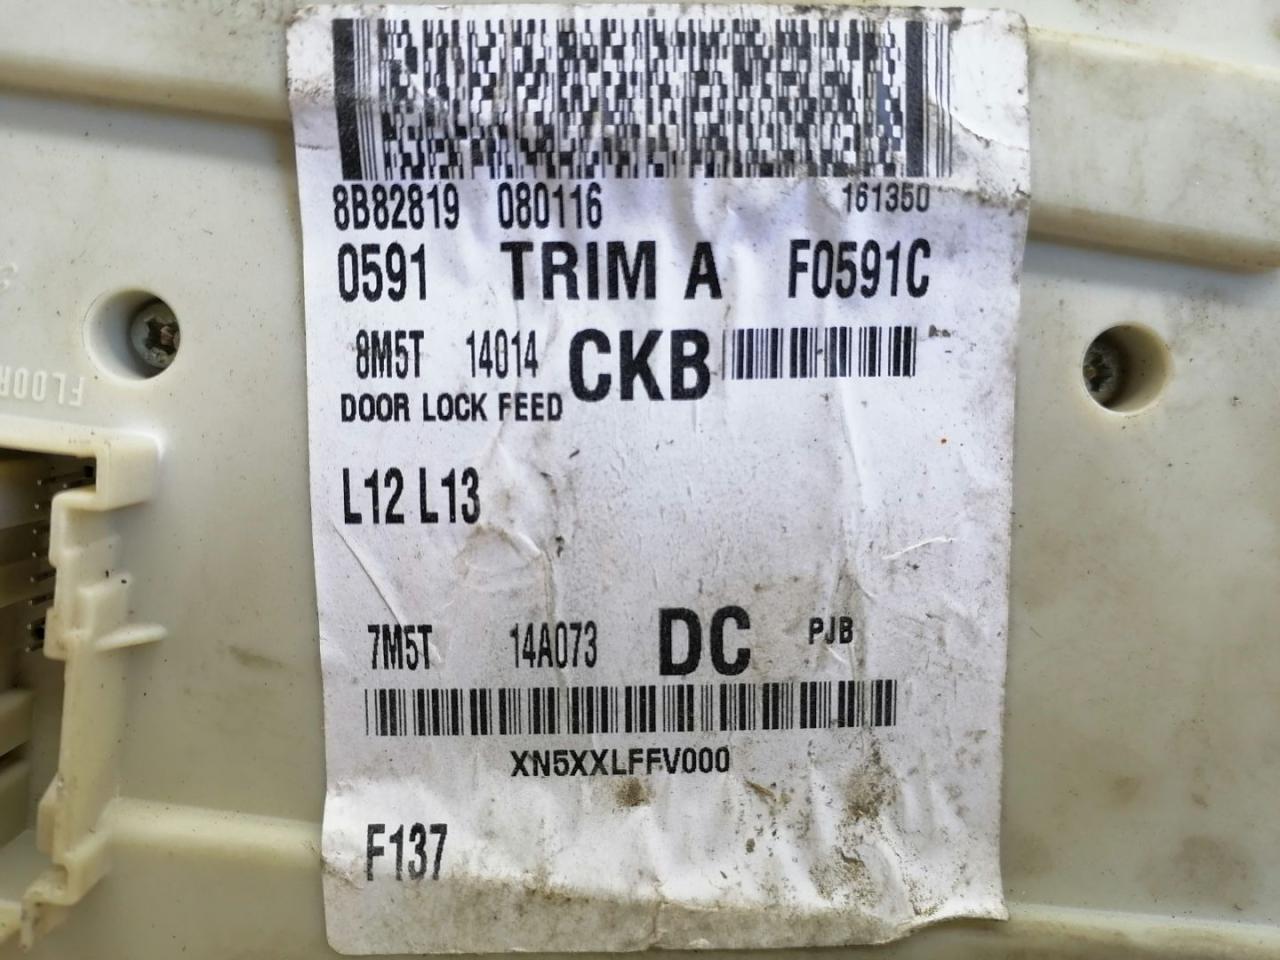 8B82819 080116 161350
0591 TRIM A F0591C
8M5T 14014 CKB
DOOR LOCK FEED
L12 L13
7M5T 14A073 DC PJB
XN5XXLFFV000
F137
FLOOR